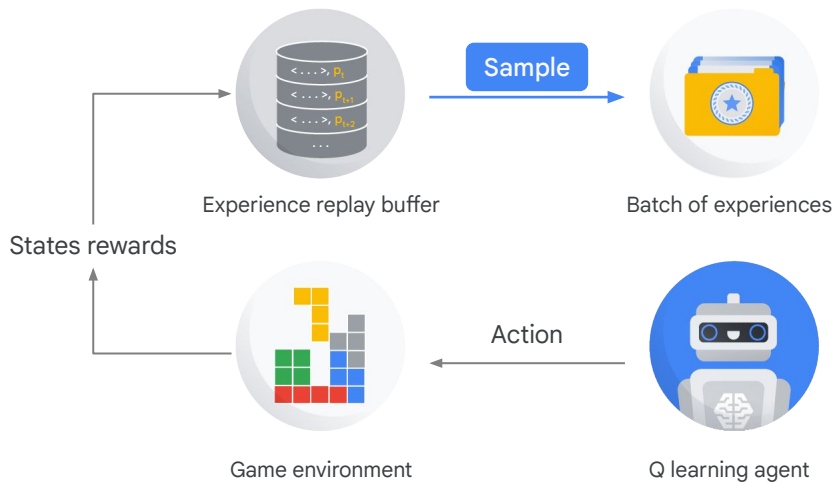 Sample
< . . . >, pt
< . . . >, pt+1
< . . . >, pt+2
. . .
Experience replay buffer
Batch of experiences
States rewards
Action
Game environment
Q learning agent